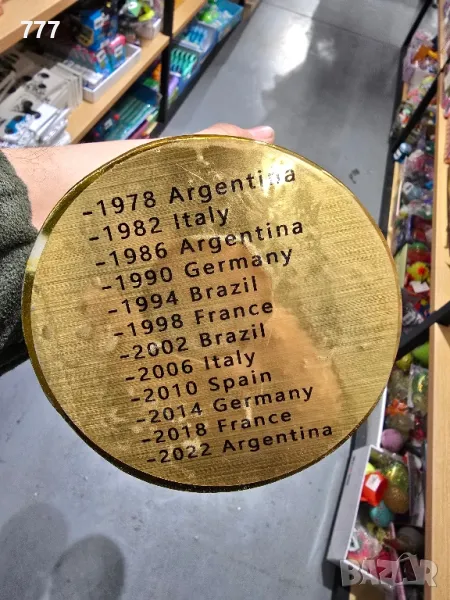 777
-1978 Argentina
-1982 Italy
-1986 Argentina
-1990 Germany
-1994 Brazil
-1998 France
-2002 Brazil
-2006 Italy
-2010 Spain
-2014 Germany
-2018 France
-2022 Argentina
BAZAR